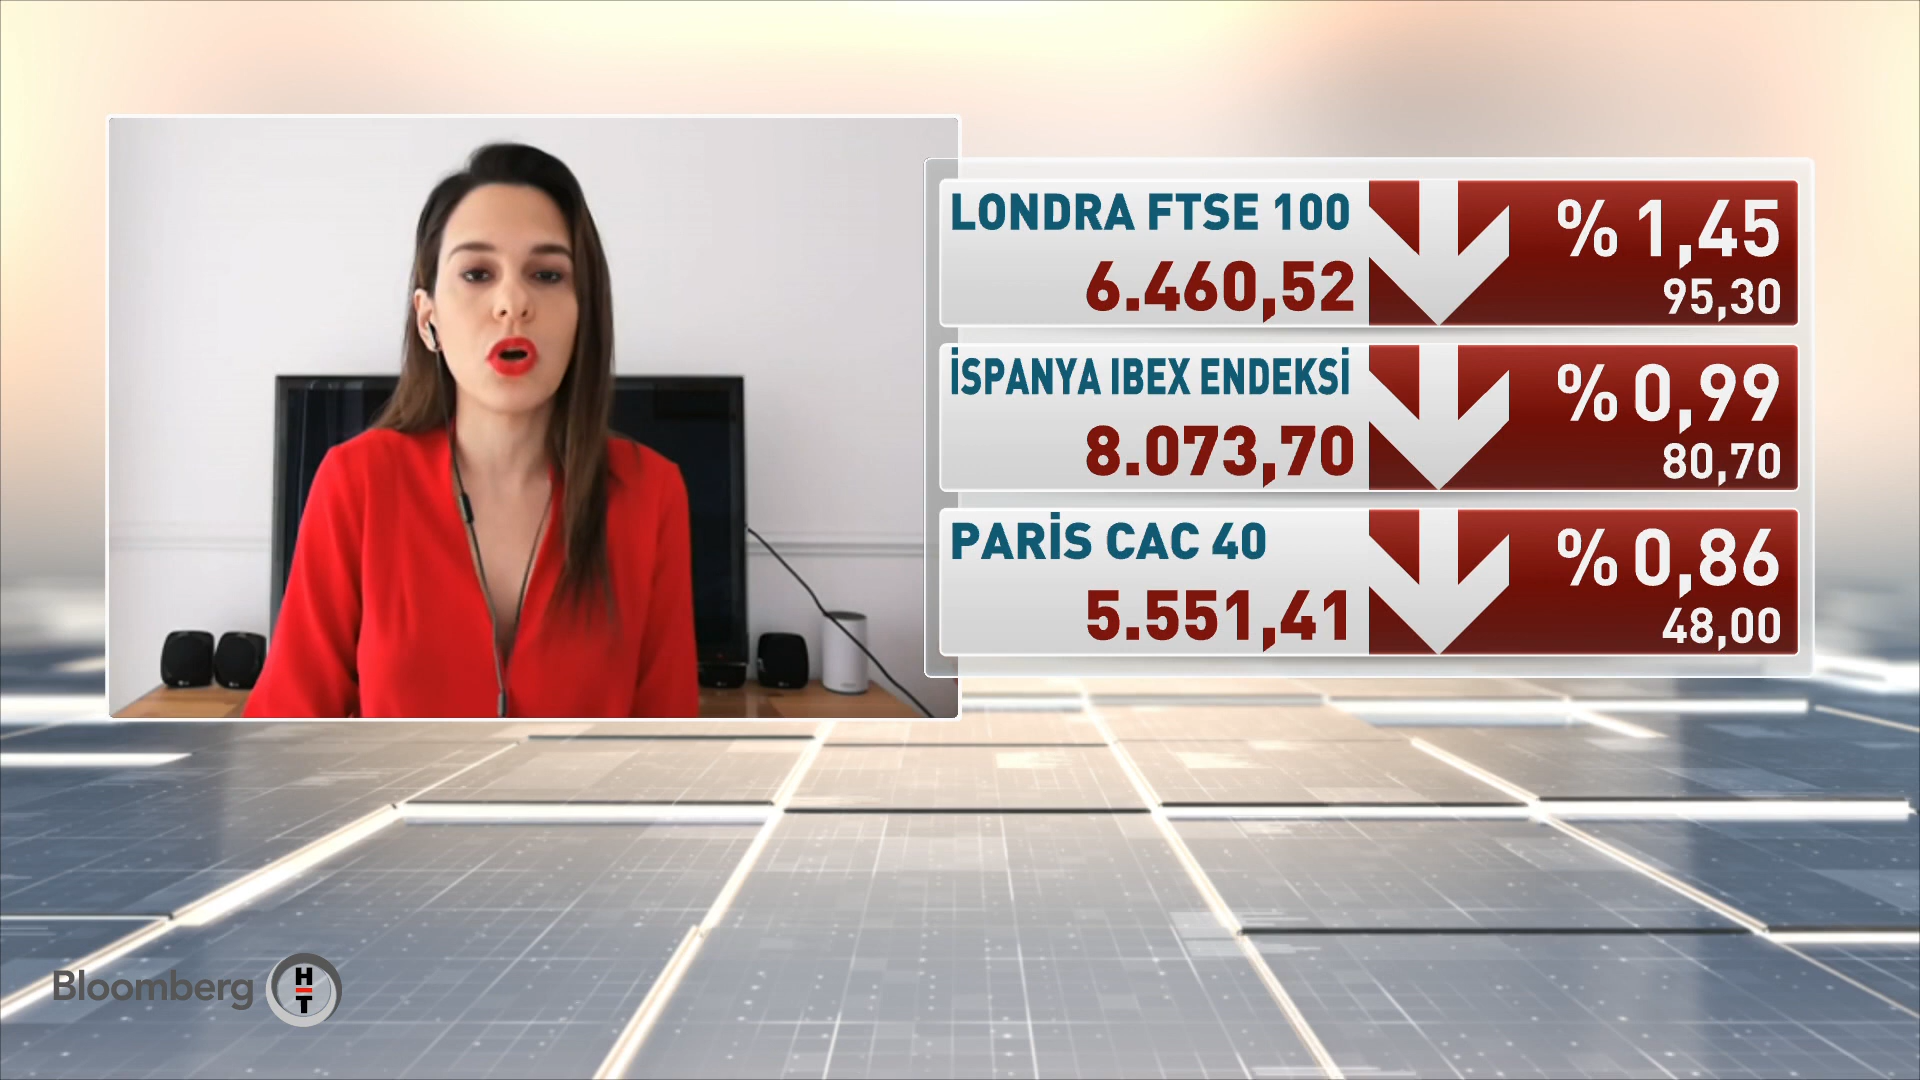 LONDRA FTSE 100
6.460,52
% 1,45
95,30
İSPANYA IBEX ENDEKSİ
8.073,70
% 0,99
80,70
PARİS CAC 40
5.551,41
% 0,86
48,00
Bloomberg HT